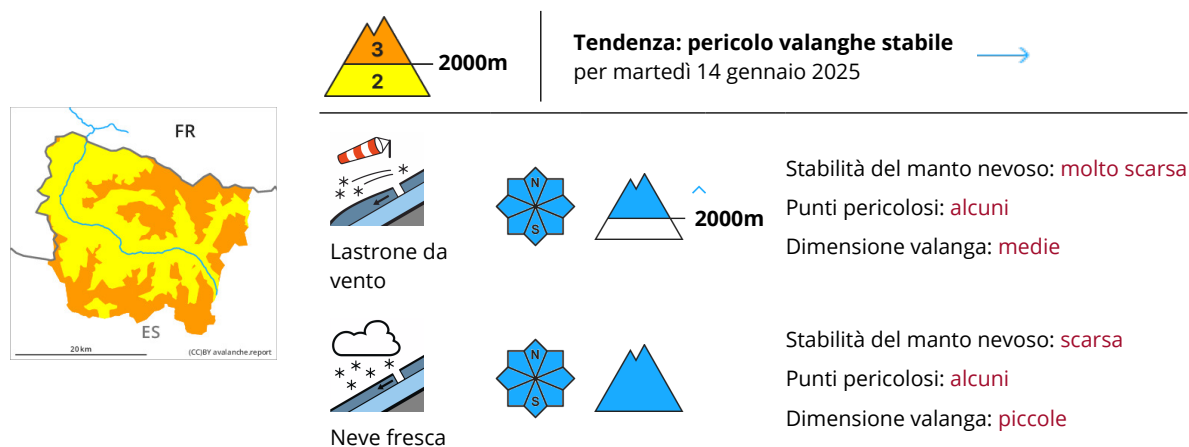 3
2
2000m
Tendenza: pericolo valanghe stabile
per martedì 14 gennaio 2025
FR
ES
20 km
(CC)BY avalanche.report
Lastrone da
vento
N
S
2000m
Stabilità del manto nevoso: molto scarsa
Punti pericolosi: alcuni
Dimensione valanga: medie
Neve fresca
N
S
Stabilità del manto nevoso: scarsa
Punti pericolosi: alcuni
Dimensione valanga: piccole